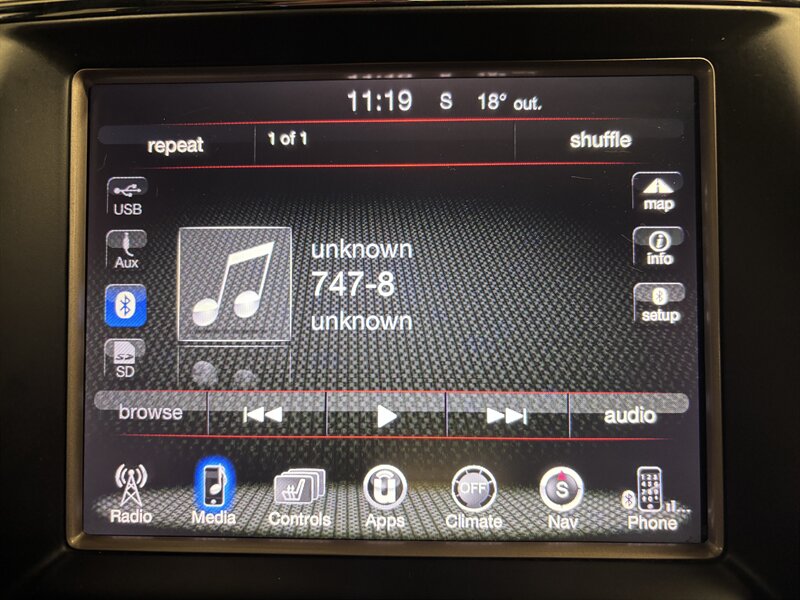 11:19 S 18° out.
repeat 1 of 1 shuffle
USB
map
Aux
info
unknown
747-8
unknown
setup
SD
browse audio
OFF S
Radio Media Controls Apps Climate Nav Phone